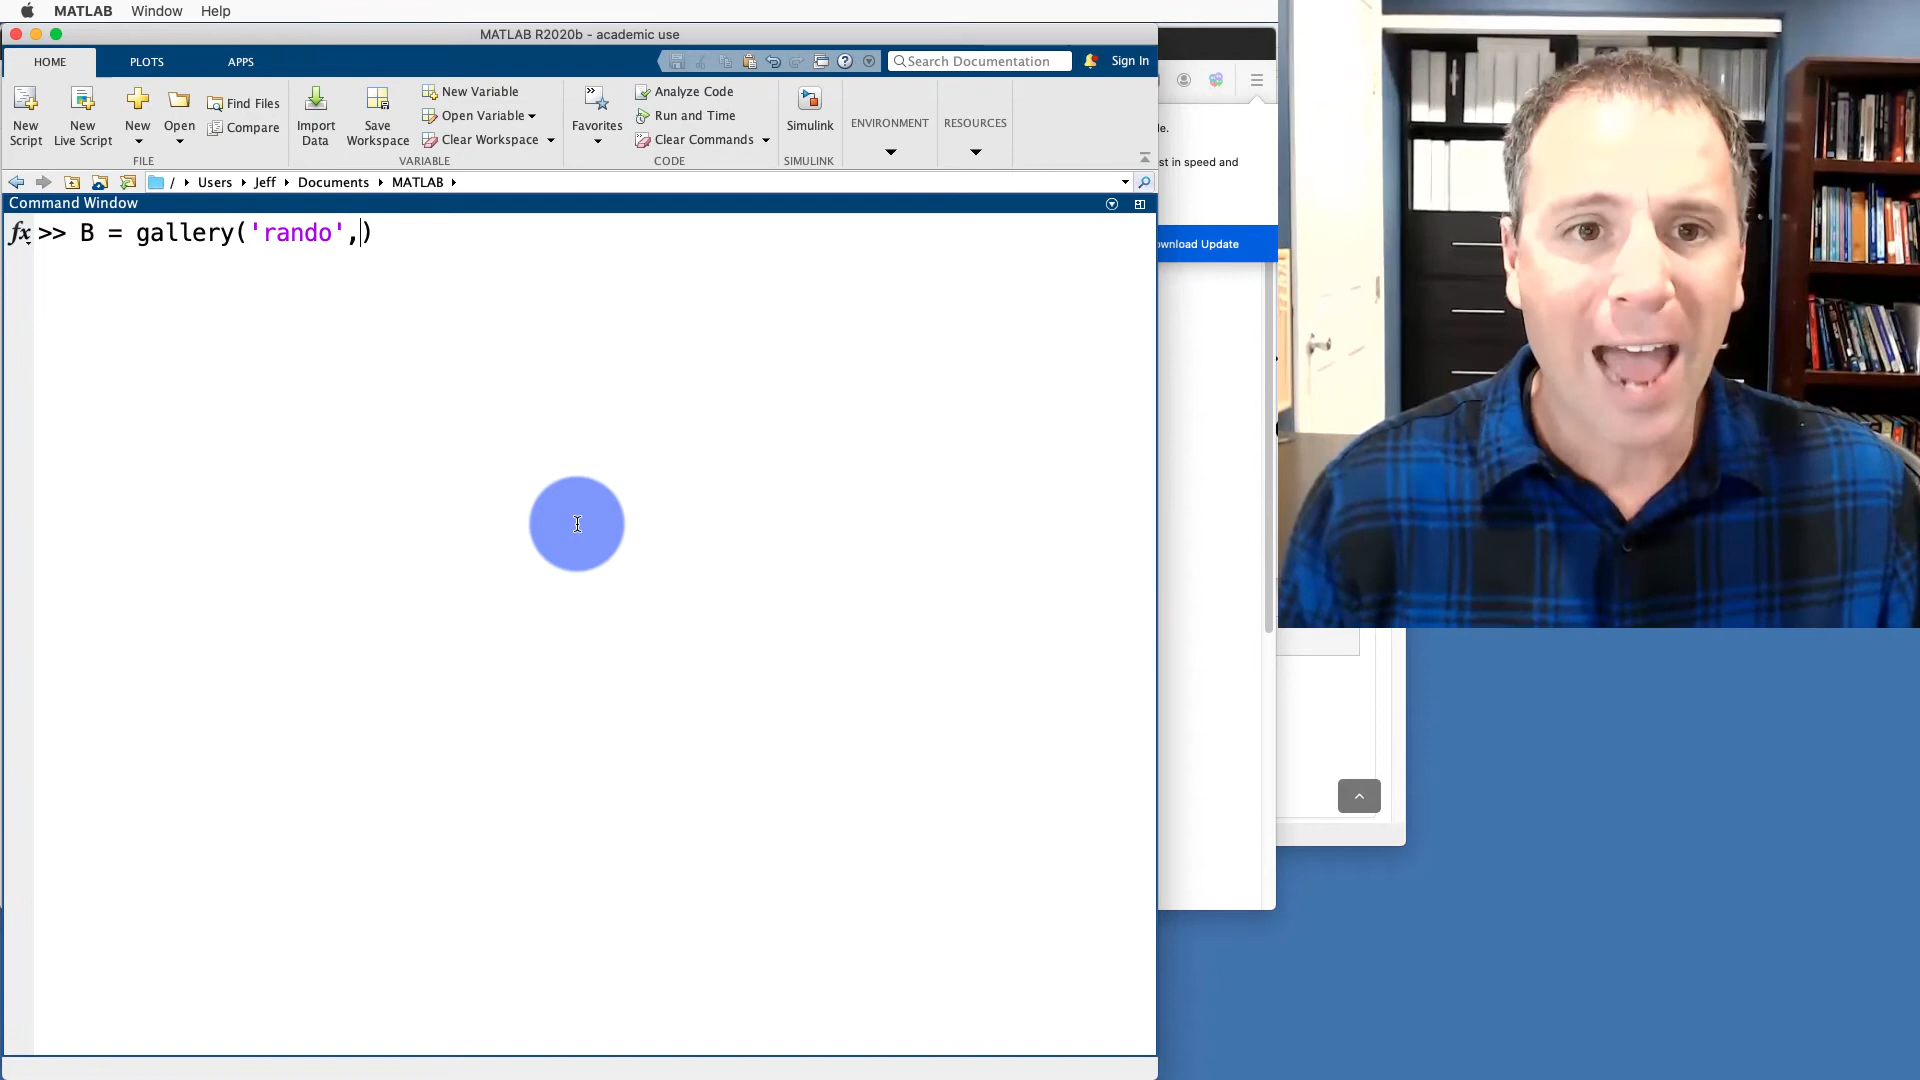 MATLAB Window Help
MATLAB R2020b - academic use
HOME PLOTS APPS
Search Documentation Sign In
New Script
New Live Script
New
Open
Find Files
Compare
FILE
Import Data
Save Workspace
New Variable
Open Variable
Clear Workspace
VARIABLE
Favorites
Analyze Code
Run and Time
Clear Commands
CODE
Simulink
SIMULINK
ENVIRONMENT
RESOURCES
/ Users Jeff Documents MATLAB
Command Window
fx >> B = gallery('rando',)
st in speed and
ownload Update